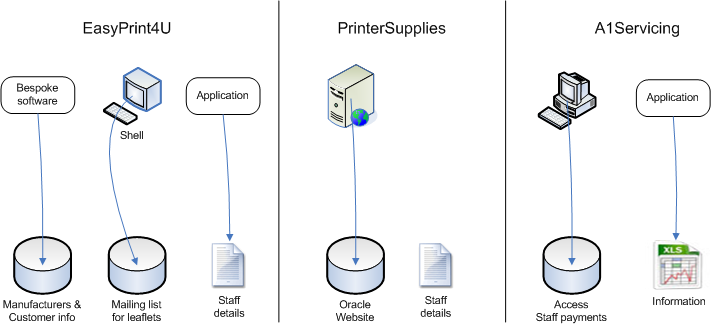 EasyPrint4U
PrinterSupplies
A1Servicing
Bespoke
software
Shell
Application
Application
Manufacturers &
Customer info
Mailing list
for leaflets
Staff
details
Oracle
Website
Staff
details
Access
Staff payments
XLS
Information